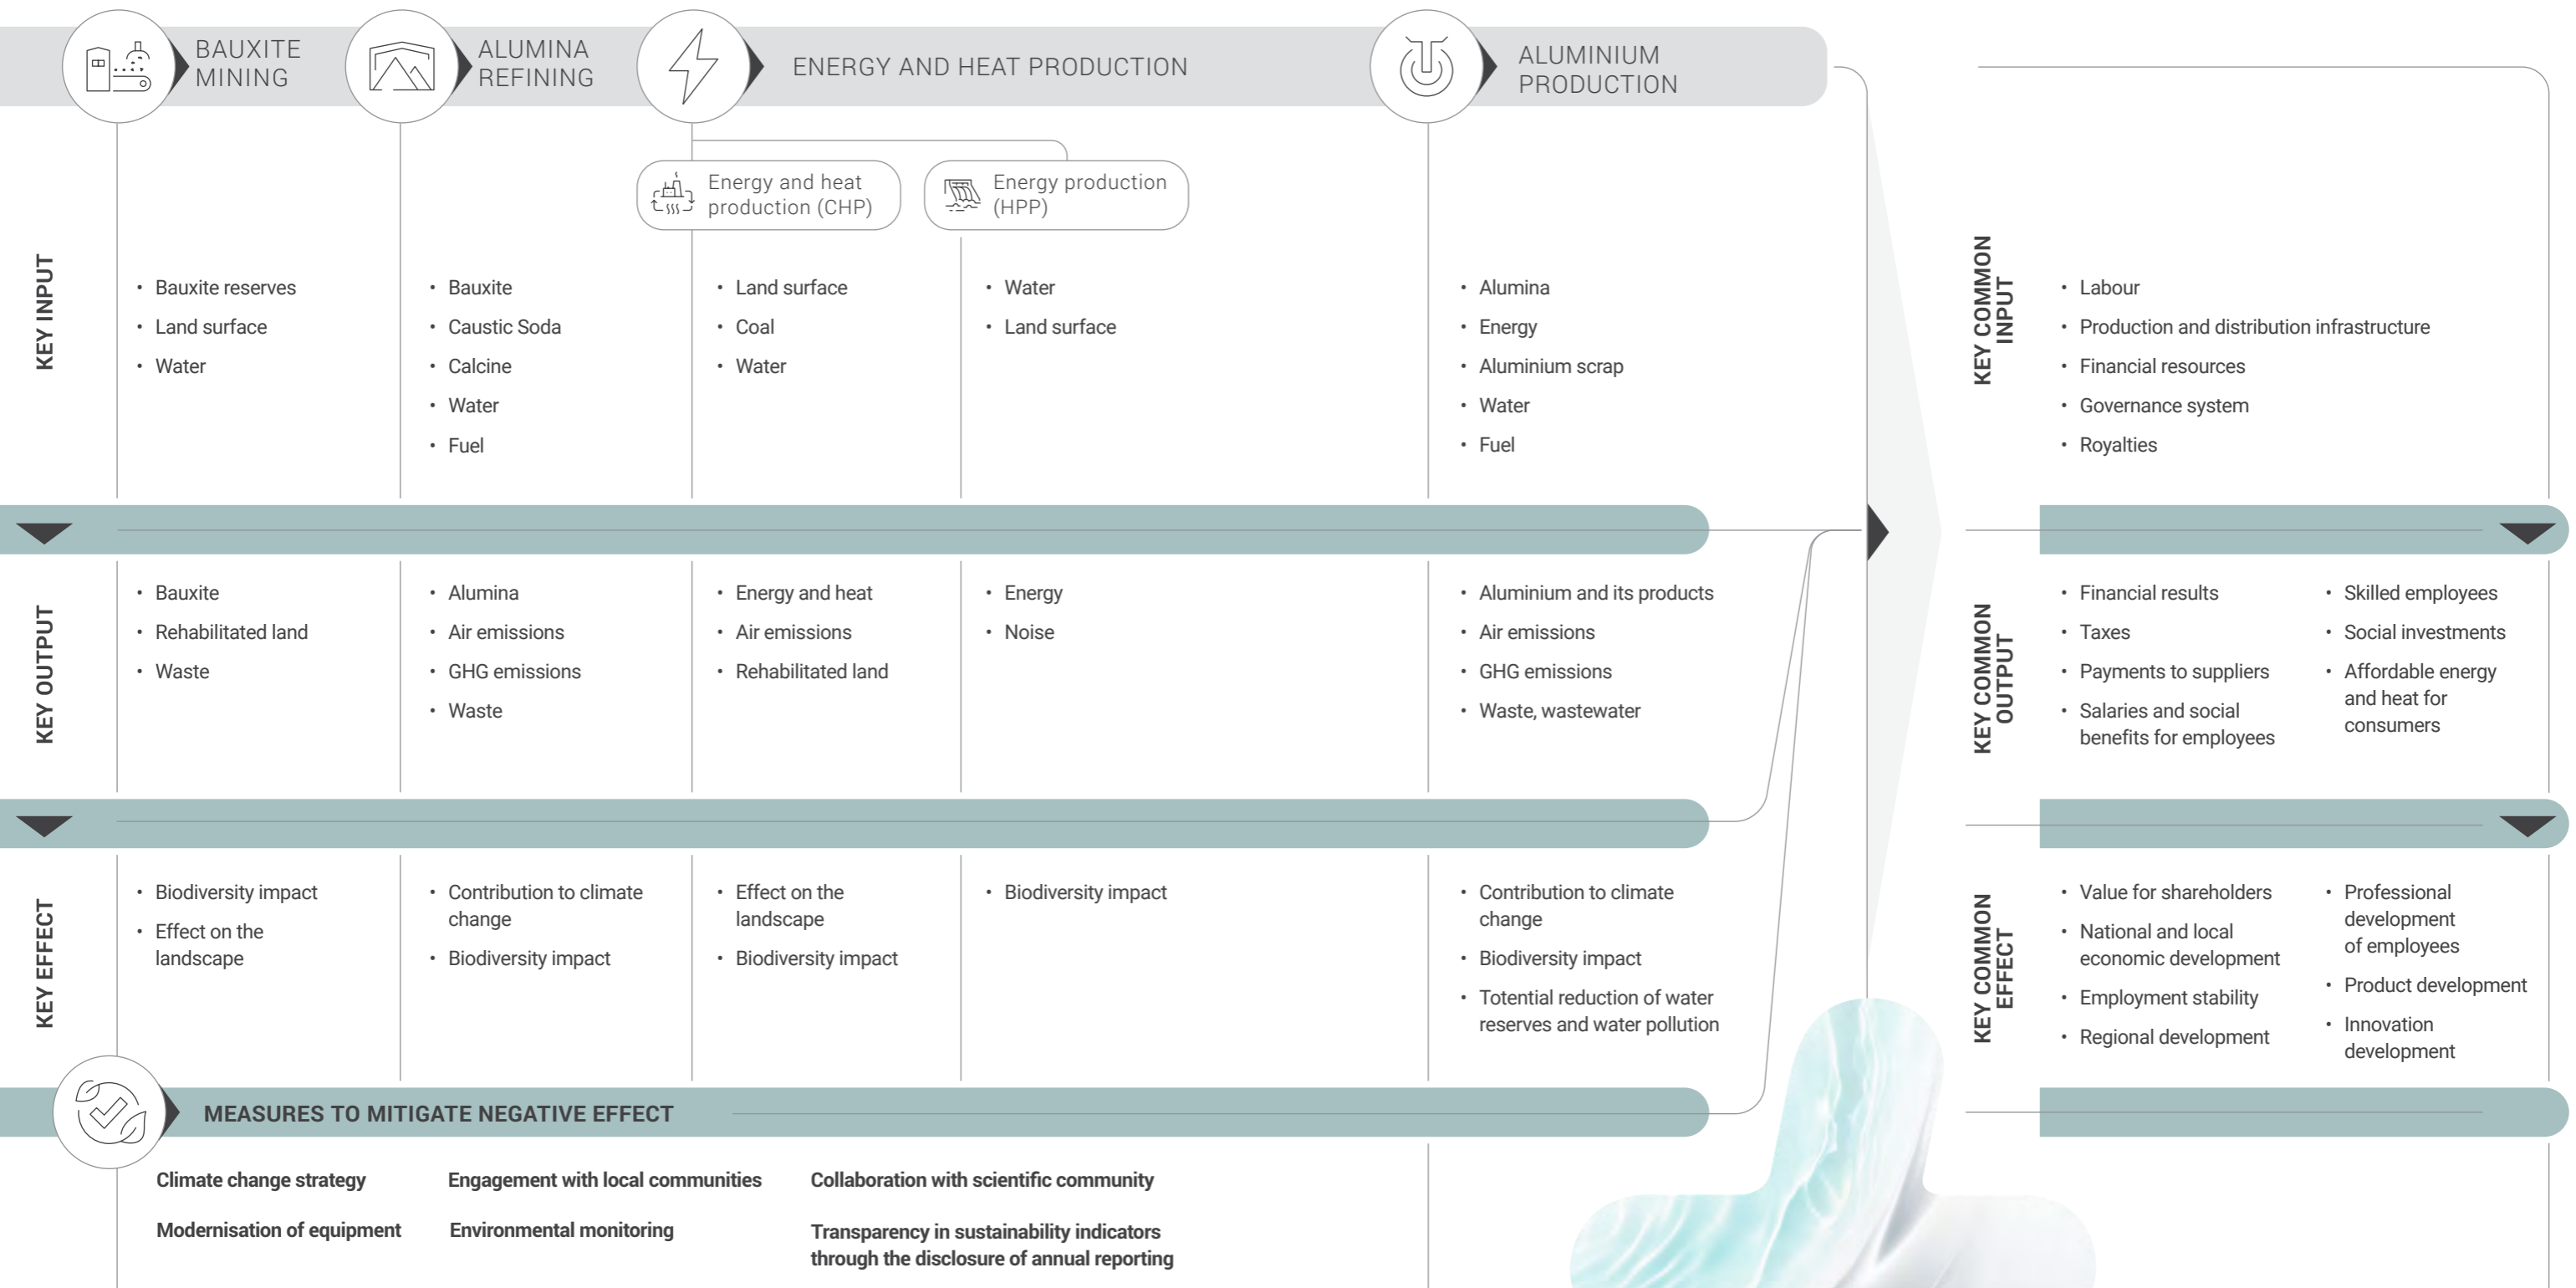 BAUXITE
MINING
ALUMINA
REFINING
ENERGY AND HEAT PRODUCTION
ALUMINIUM
PRODUCTION
Energy and heat
production (CHP)
Energy production
(HPP)
KEY INPUT
• Bauxite reserves
• Land surface
• Water
• Bauxite
• Caustic Soda
• Calcine
• Water
• Fuel
• Land surface
• Coal
• Water
• Water
• Land surface
• Alumina
• Energy
• Aluminium scrap
• Water
• Fuel
KEY COMMON
INPUT
• Labour
• Production and distribution infrastructure
• Financial resources
• Governance system
• Royalties
KEY OUTPUT
• Bauxite
• Rehabilitated land
• Waste
• Alumina
• Air emissions
• GHG emissions
• Waste
• Energy and heat
• Air emissions
• Rehabilitated land
• Energy
• Noise
• Aluminium and its products
• Air emissions
• GHG emissions
• Waste, wastewater
KEY COMMON
OUTPUT
• Financial results
• Taxes
• Payments to suppliers
• Salaries and social
benefits for employees
• Skilled employees
• Social investments
• Affordable energy
and heat for
consumers
KEY EFFECT
• Biodiversity impact
• Effect on the
landscape
• Contribution to climate
change
• Biodiversity impact
• Effect on the
landscape
• Biodiversity impact
• Biodiversity impact
• Contribution to climate
change
• Biodiversity impact
• Totential reduction of water
reserves and water pollution
KEY COMMON
EFFECT
• Value for shareholders
• National and local
economic development
• Employment stability
• Regional development
• Professional
development
of employees
• Product development
• Innovation
development
MEASURES TO MITIGATE NEGATIVE EFFECT
Climate change strategy
Modernisation of equipment
Engagement with local communities
Environmental monitoring
Collaboration with scientific community
Transparency in sustainability indicators
through the disclosure of annual reporting